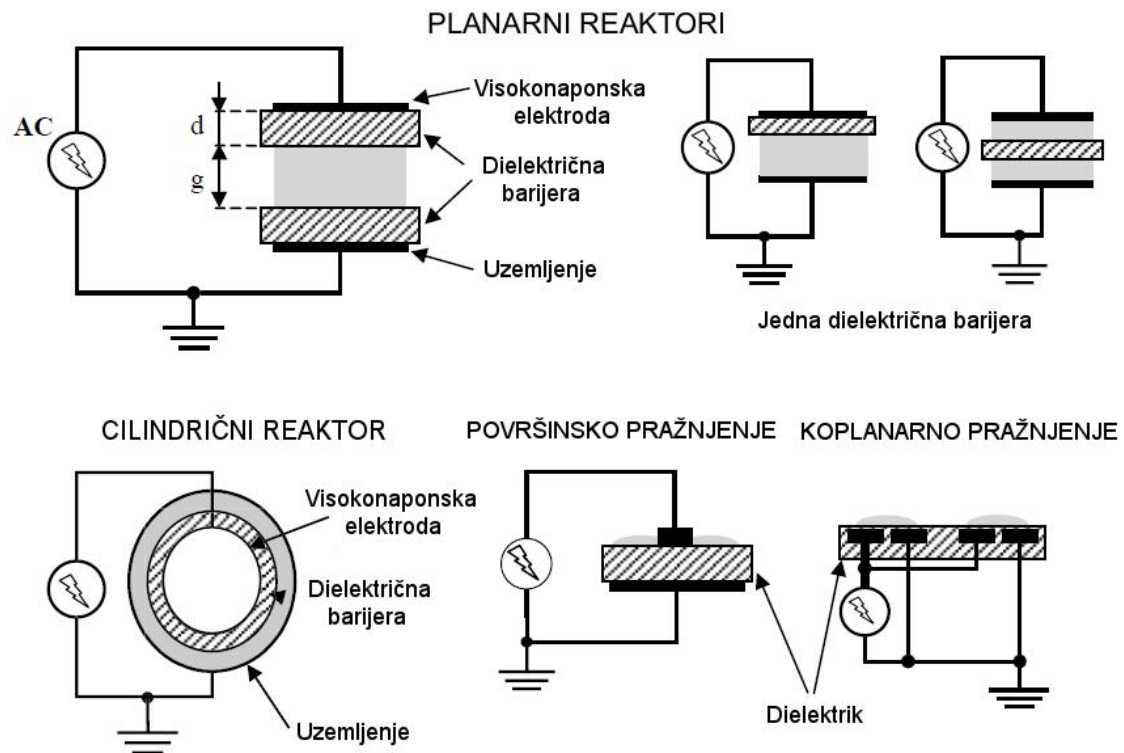 PLANARNI REAKTORI
AC
d
g
Visokonaponska
elektroda
Dielektrična
barijera
Uzemljenje
Jedna dielektrična barijera
CILINDRIČNI REAKTOR
Visokonaponska
elektroda
Dielektrična
barijera
Uzemljenje
POVRŠINSKO PRAŽNJENJE
KOPLANARNO PRAŽNJENJE
Dielektrik